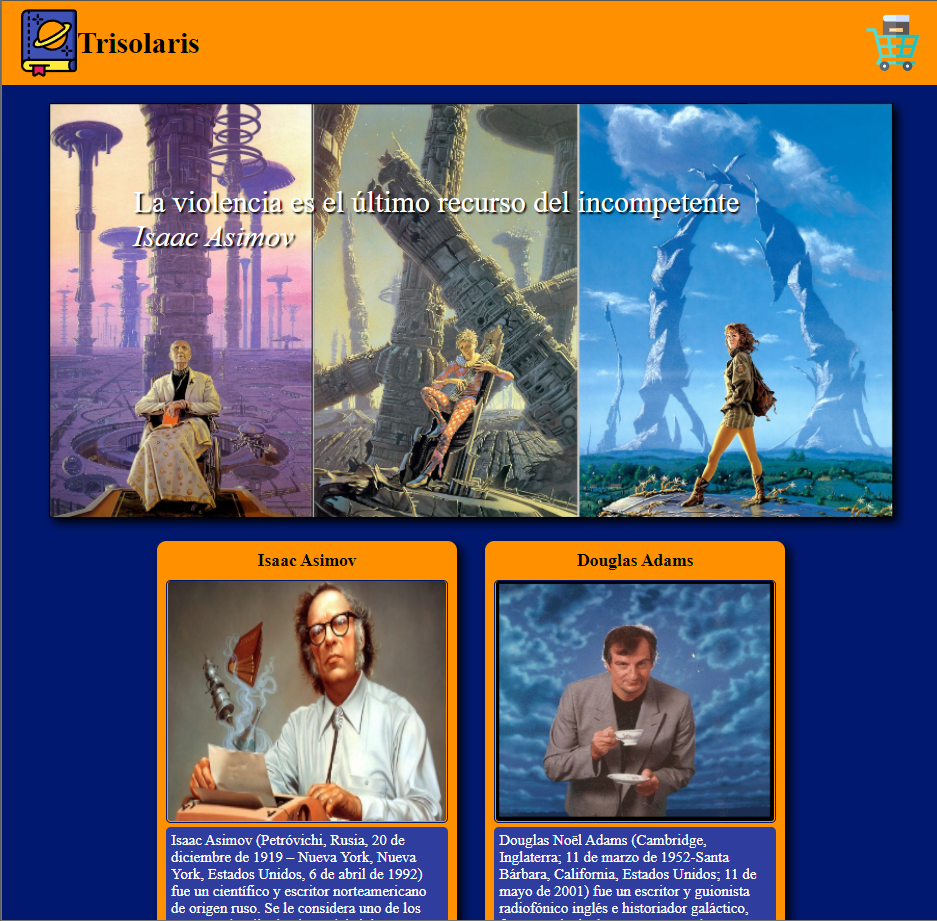 Trisolaris
La violencia es el último recurso del incompetente
Isaac Asimov
Isaac Asimov
Isaac Asimov (Petróvichi, Rusia, 20 de
diciembre de 1919 – Nueva York, Nueva
York, Estados Unidos, 6 de abril de 1992)
fue un científico y escritor norteamericano
de origen ruso. Se le considera uno de los
Douglas Adams
Douglas Noël Adams (Cambridge,
Inglaterra; 11 de marzo de 1952-Santa
Bárbara, California, Estados Unidos; 11 de
mayo de 2001) fue un escritor y guionista
radiofónico inglés e historiador galáctico,